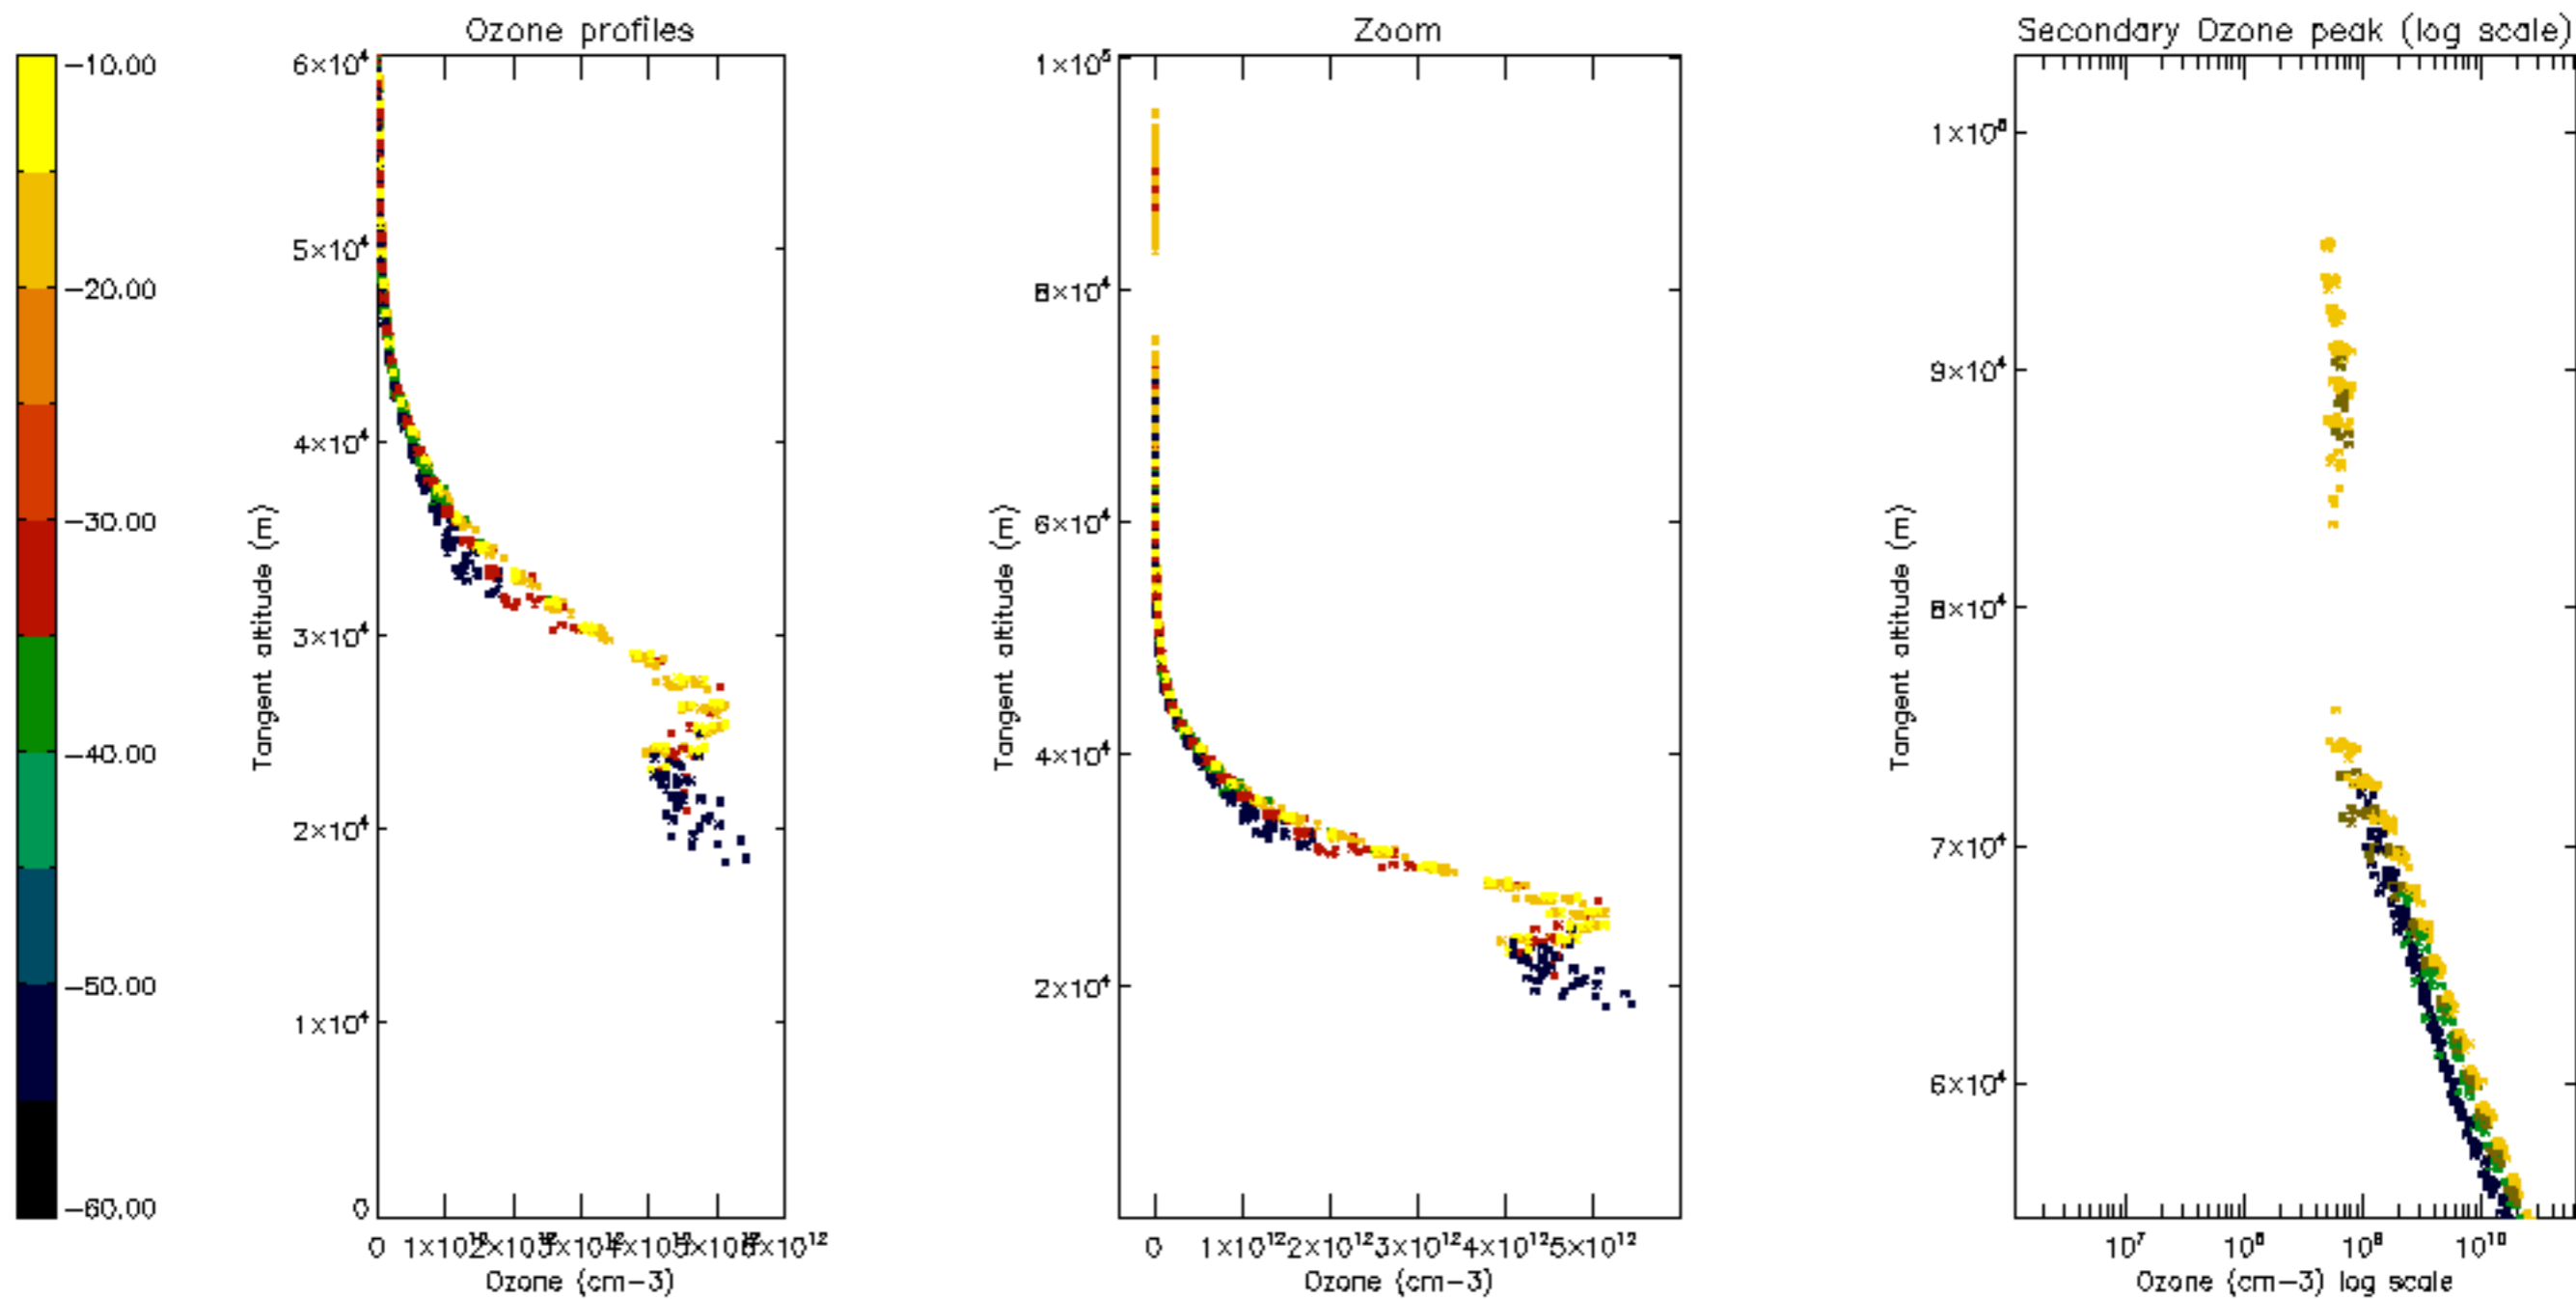 Ozone profiles
Zoom
Secondary Ozone peak (log scale)
-10.00
-20.00
-30.00
-40.00
-50.00
-60.00
6×10⁴
5×10⁴
4×10⁴
3×10⁴
2×10⁴
1×10⁴
0
Tangent altitude (m)
0
Ozone (cm-3)
1×10⁵
8×10⁴
6×10⁴
4×10⁴
2×10⁴
Tangent altitude (m)
0 1×10¹² 2×10¹² 3×10¹² 4×10¹² 5×10¹²
Ozone (cm-3)
9×10⁴
8×10⁴
7×10⁴
6×10⁴
Tangent altitude (m)
10⁷ 10⁸ 10⁹ 10¹⁰
Ozone (cm-3) log scale